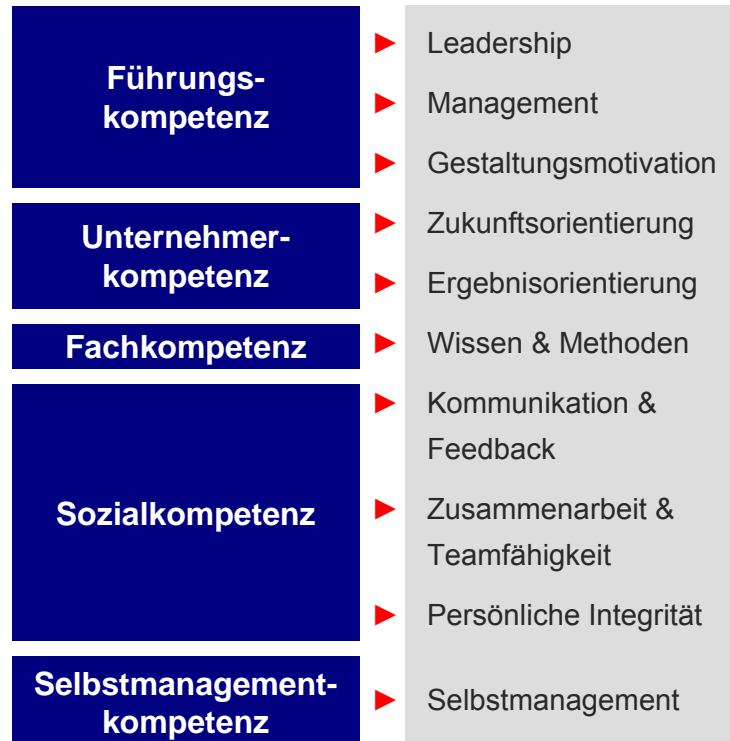 Führungs-
kompetenz
Leadership
Management
Gestaltungsmotivation
Unternehmer-
kompetenz
Zukunftsorientierung
Ergebnisorientierung
Fachkompetenz
Wissen & Methoden
Sozialkompetenz
Kommunikation &
Feedback
Zusammenarbeit &
Teamfähigkeit
Persönliche Integrität
Selbstmanagement-
kompetenz
Selbstmanagement